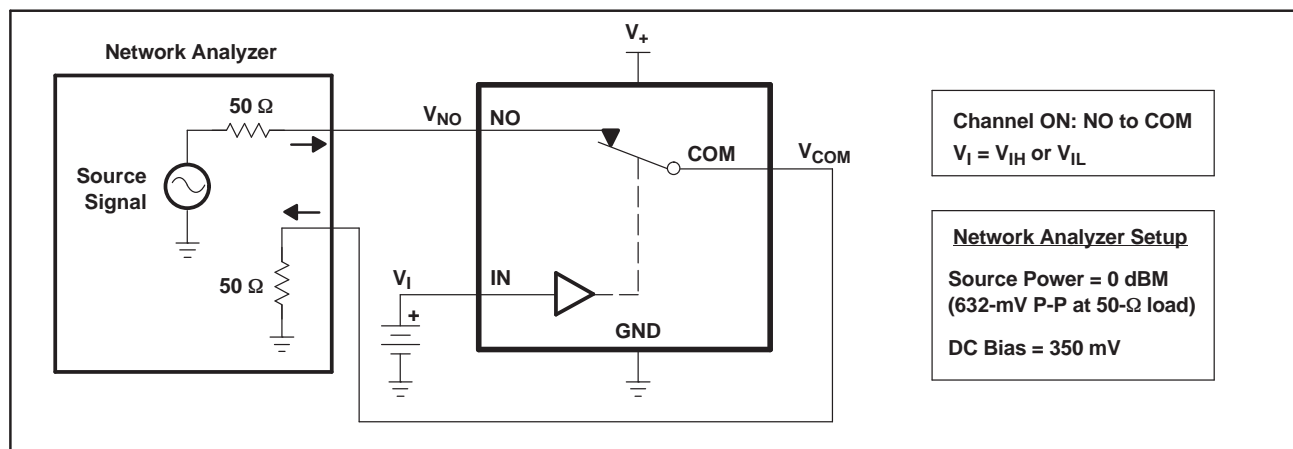 V+
Network Analyzer
50 Ω
VNO
NO
COM
VCOM
Source
Signal
50 Ω
VI
IN
+
GND
Channel ON: NO to COM
VI = VIH or VIL
Network Analyzer Setup
Source Power = 0 dBM
(632-mV P-P at 50-Ω load)
DC Bias = 350 mV